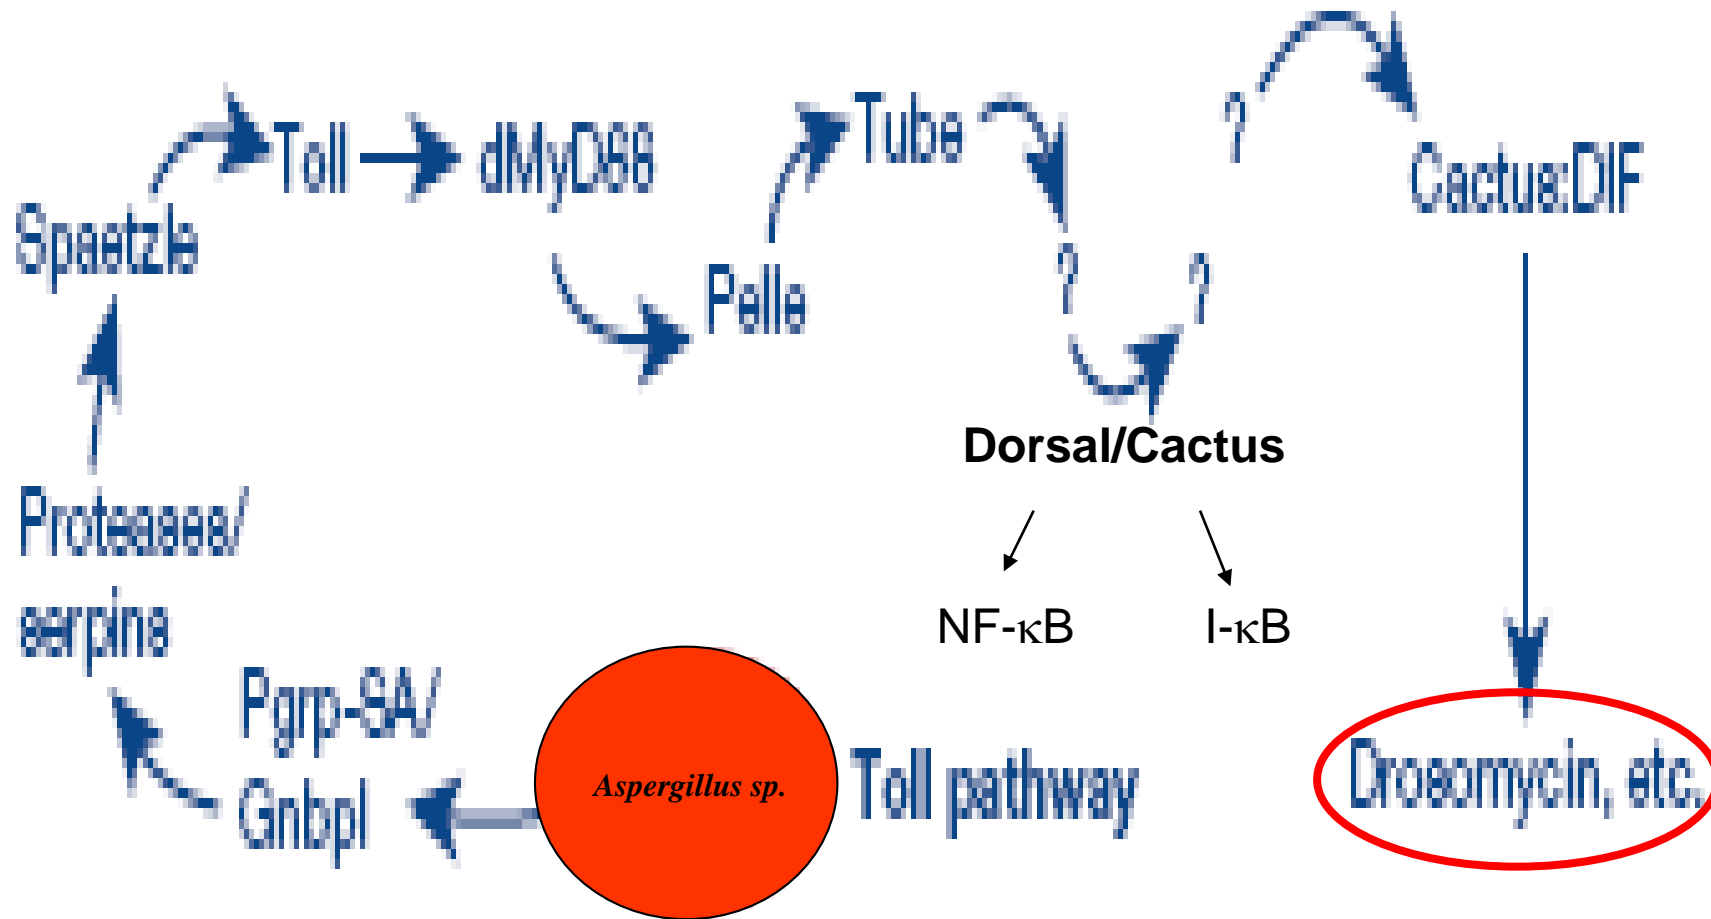 Spaetzle
Toll
dMyD88
Pelle
Tube
?
?
?
Cactus:DIF
Dorsal/Cactus
NF-κB
I-κB
Proteases/
serpins
Pgrp-SA/
Gnbpl
Aspergillus sp.
Toll pathway
Drosomycin, etc.